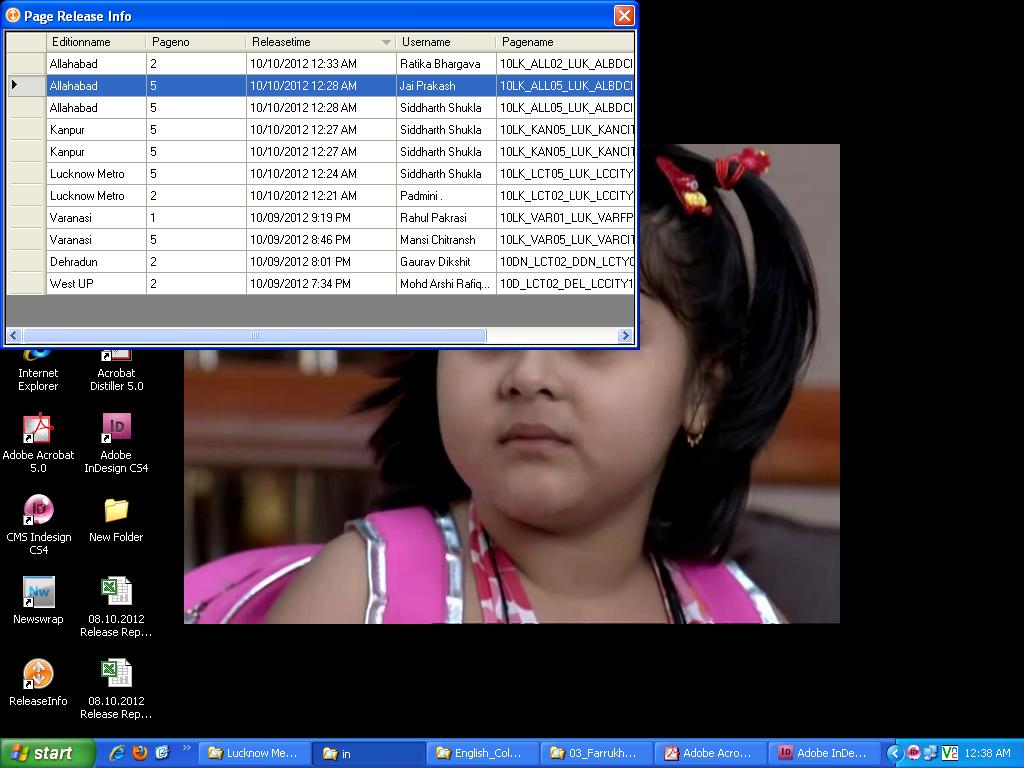 Page Release Info
Editionname Pageno Releasetime Username Pagename
Allahabad 2 10/10/2012 12:33 AM Ratika Bhargava 10LK_ALL02_LUK_ALBDCI
Allahabad 5 10/10/2012 12:28 AM Jai Prakash 10LK_ALL05_LUK_ALBDCI
Allahabad 5 10/10/2012 12:28 AM Siddharth Shukla 10LK_ALL05_LUK_ALBDCI
Kanpur 5 10/10/2012 12:27 AM Siddharth Shukla 10LK_KAN05_LUK_KANCIT
Kanpur 5 10/10/2012 12:27 AM Siddharth Shukla 10LK_KAN05_LUK_KANCIT
Lucknow Metro 5 10/10/2012 12:24 AM Siddharth Shukla 10LK_LCT05_LUK_LCCITY
Lucknow Metro 2 10/10/2012 12:21 AM Padmini . 10LK_LCT02_LUK_LCCITY
Varanasi 1 10/09/2012 9:19 PM Rahul Pakrasi 10LK_VAR01_LUK_VARFP
Varanasi 5 10/09/2012 8:46 PM Mansi Chitransh 10LK_VAR05_LUK_VARCIT
Dehradun 2 10/09/2012 8:01 PM Gaurav Dikshit 10DN_LCT02_DDN_LCTYC
West UP 2 10/09/2012 7:34 PM Mohd Arshi Rafiq... 10D_LCT02_DEL_LCCITY1
Internet Explorer
Acrobat Distiller 5.0
Adobe Acrobat 5.0
Adobe InDesign CS4
CMS Indesign CS4
New Folder
Newswrap
08.10.2012 Release Rep...
ReleaseInfo
08.10.2012 Release Rep...
start Lucknow Me... in English_Col... 03_Farrukh... Adobe Acro... Adobe InDe... 12:38 AM